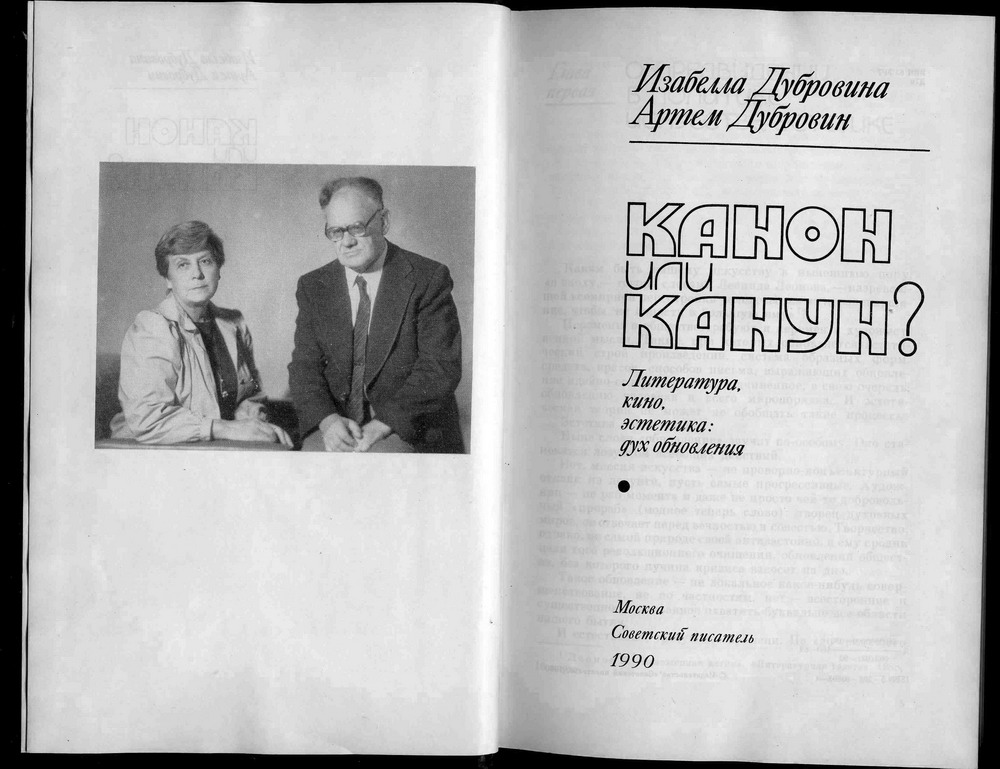 Изабелла Дубровина
Артем Дубровин
КАНОН
ИЛИ
КАНУН?
Литература,
кино,
эстетика:
дух обновления
Москва
Советский писатель
1990